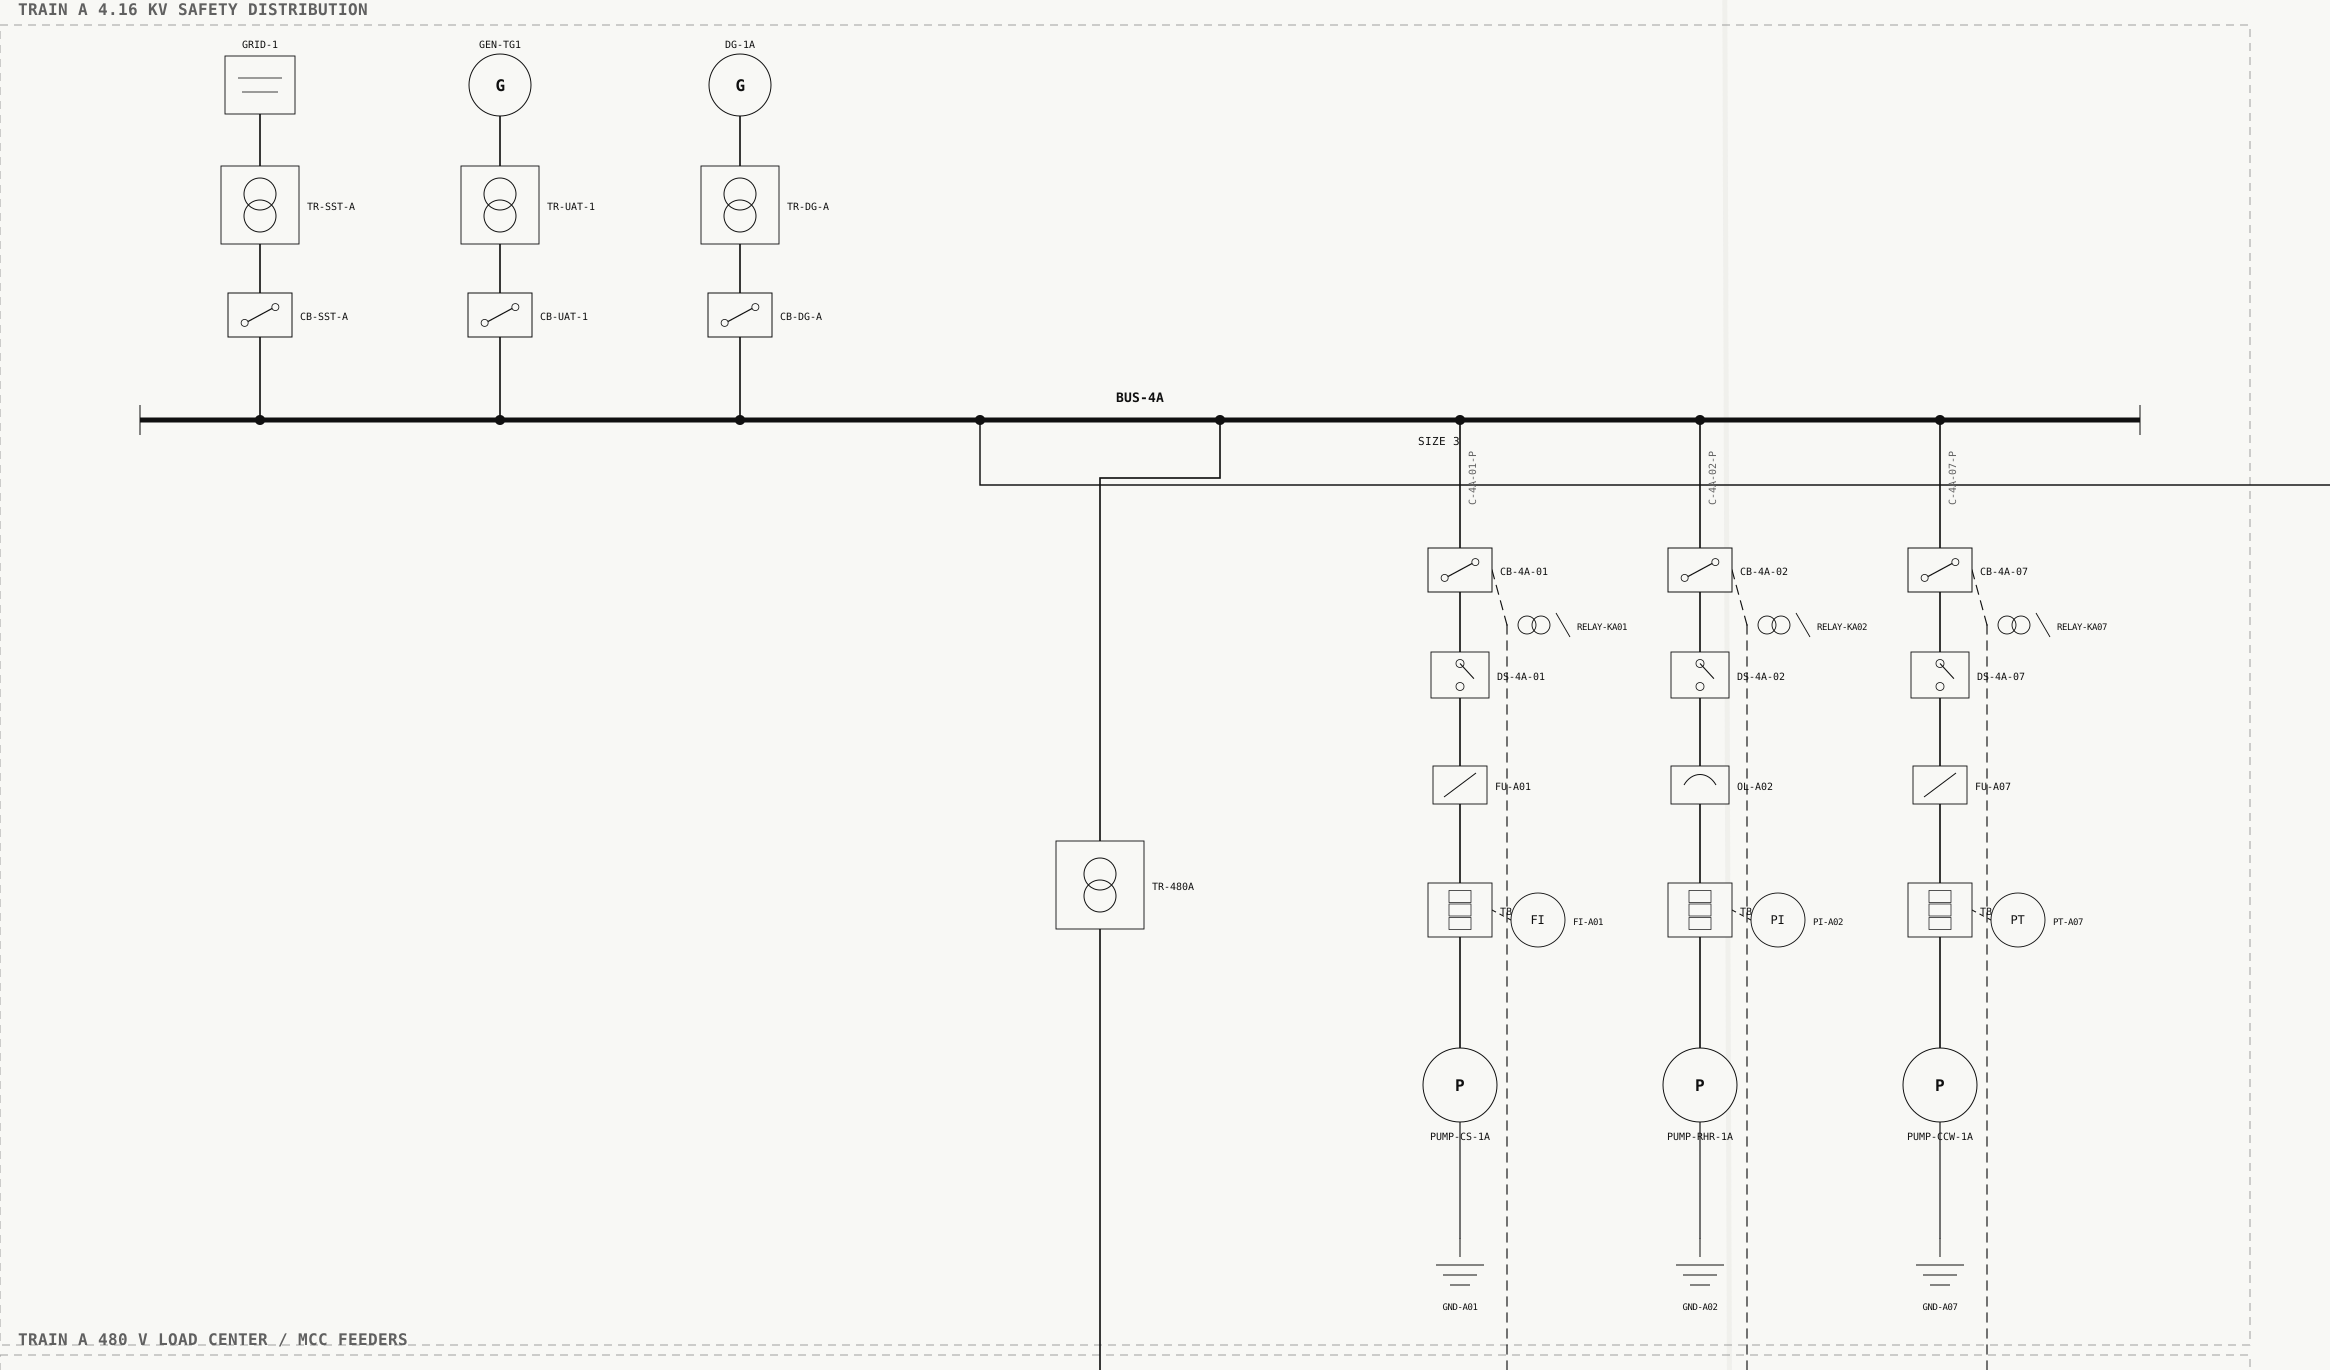 TRAIN A 4.16 KV SAFETY DISTRIBUTION
GRID-1
GEN-TG1
DG-1A
G
G
TR-SST-A
TR-UAT-1
TR-DG-A
CB-SST-A
CB-UAT-1
CB-DG-A
BUS-4A
SIZE 3
C-4A-01-P
C-4A-02-P
C-4A-07-P
CB-4A-01
CB-4A-02
CB-4A-07
RELAY-KA01
RELAY-KA02
RELAY-KA07
DS-4A-01
DS-4A-02
DS-4A-07
FU-A01
OL-A02
FU-A07
TR-480A
FI
FI-A01
PI
PI-A02
PT
PT-A07
P
P
P
PUMP-CS-1A
PUMP-RHR-1A
PUMP-CCW-1A
GND-A01
GND-A02
GND-A07
TRAIN A 480 V LOAD CENTER / MCC FEEDERS